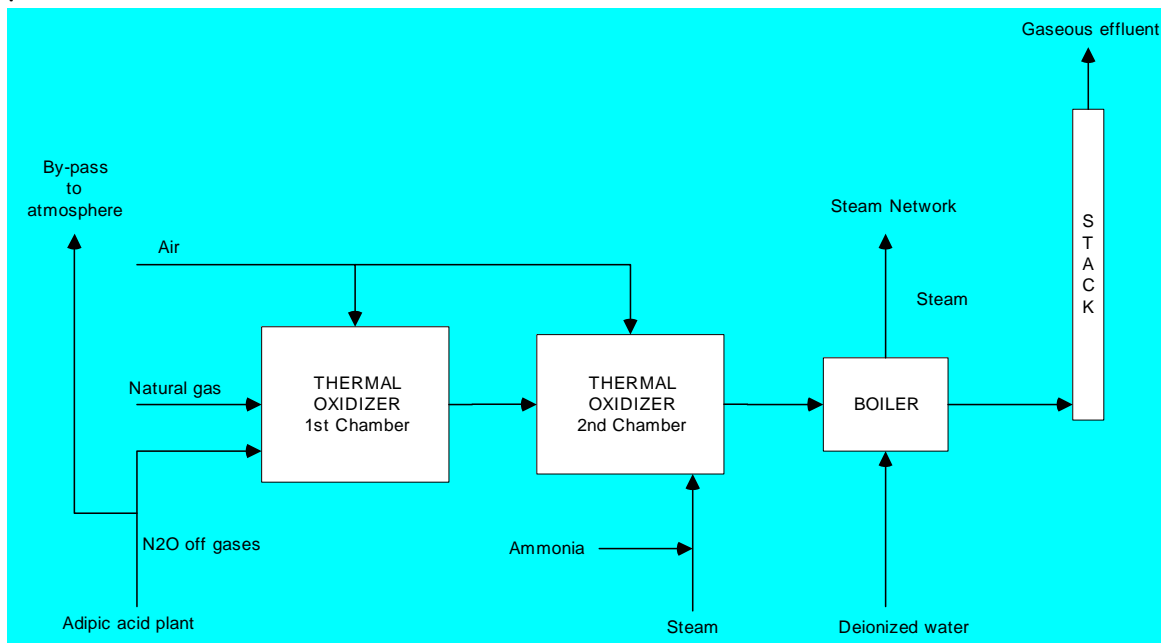 Gaseous effluent
By-pass
to
atmosphere
Steam Network
Air
Steam
S
T
A
C
K
Natural gas
THERMAL
OXIDIZER
1st Chamber
THERMAL
OXIDIZER
2nd Chamber
BOILER
N2O off gases
Ammonia
Adipic acid plant
Steam
Deionized water